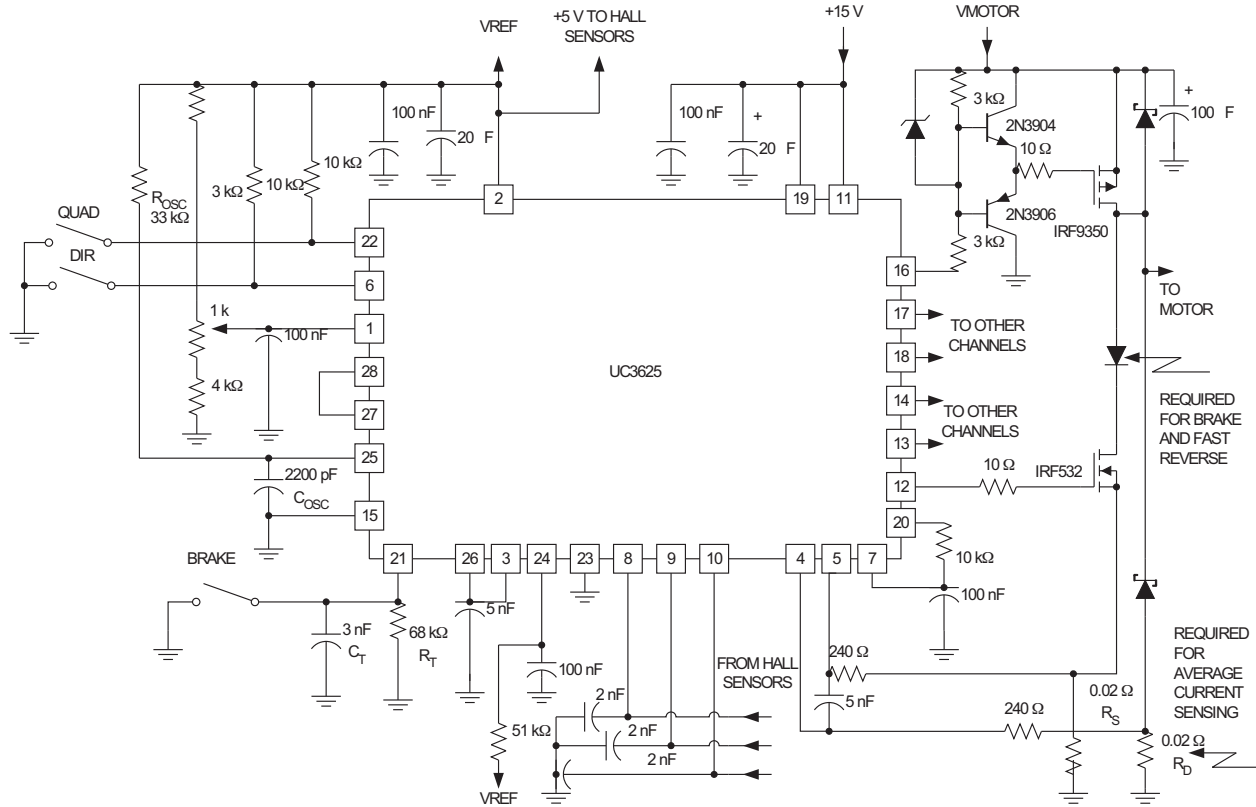 +5 V TO HALL
SENSORS
VREF
+15 V
VMOTOR
100 nF
20 F
100 nF
+
20 F
3 kΩ
2N3904
10 Ω
+
100 F
10 kΩ
10 kΩ
3 kΩ
ROSC
33 kΩ
QUAD
DIR
2
19
11
2N3906
3 kΩ
IRF9350
22
6
1
28
27
25
15
16
17
18
14
13
12
20
TO
MOTOR
TO OTHER
CHANNELS
TO OTHER
CHANNELS
1 k
100 nF
4 kΩ
UC3625
REQUIRED
FOR BRAKE
AND FAST
REVERSE
2200 pF
COSC
10 Ω
IRF532
BRAKE
21
26
3
24
23
8
9
10
4
5
7
10 kΩ
100 nF
3 nF
CT
68 kΩ
RT
5 nF
100 nF
51 kΩ
VREF
2 nF
2 nF
2 nF
FROM HALL
SENSORS
240 Ω
5 nF
240 Ω
0.02 Ω
RS
0.02 Ω
RD
REQUIRED
FOR
AVERAGE
CURRENT
SENSING